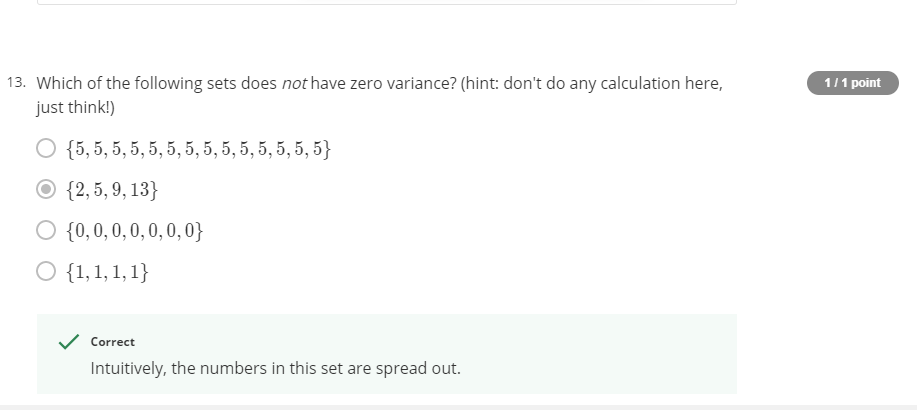 13. Which of the following sets does not have zero variance? (hint: don't do any calculation here,
just think!)
1 / 1 point
{5, 5, 5, 5, 5, 5, 5, 5, 5, 5, 5, 5, 5, 5}
{2, 5, 9, 13}
{0, 0, 0, 0, 0, 0, 0}
{1, 1, 1, 1}
Correct
Intuitively, the numbers in this set are spread out.